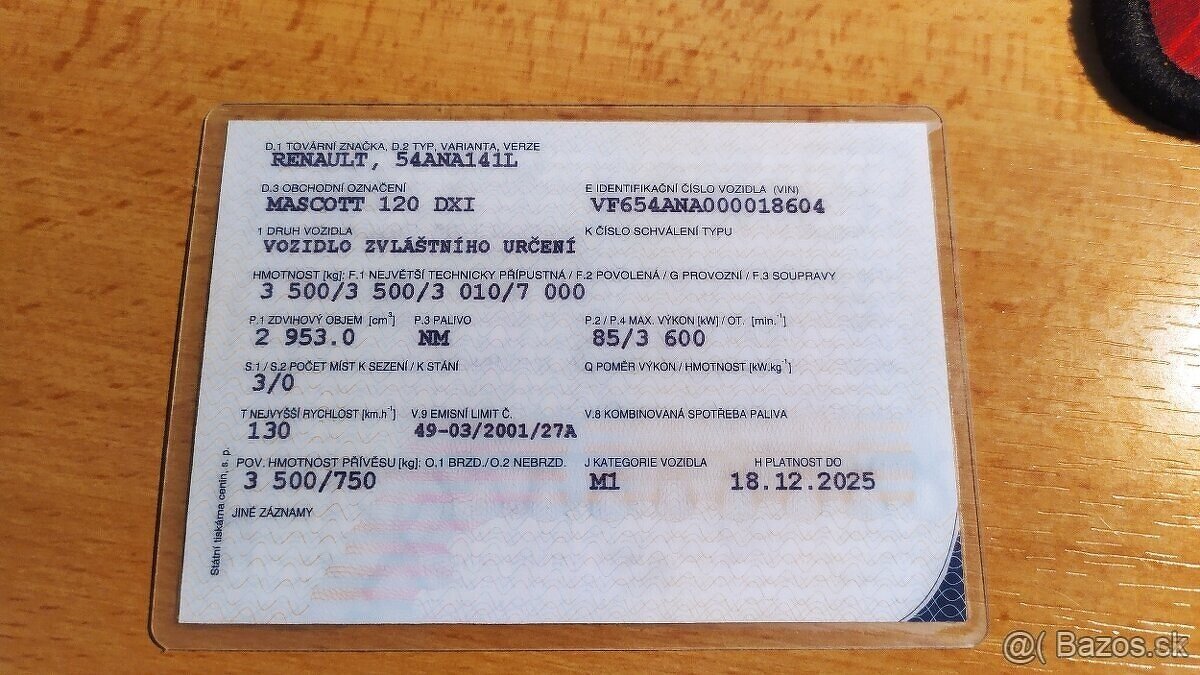 D.1 TOVÁRNÍ ZNAČKA, D.2 TYP, VARIANTA, VERZE
RENAULT, 54ANA141L
D.3 OBCHODNÍ OZNAČENÍ E IDENTIFIKAČNÍ ČÍSLO VOZIDLA (VIN)
MASCOTT 120 DXI VF654ANA000018604
1 DRUH VOZIDLA K ČÍSLO SCHVÁLENÍ TYPU
VOZIDLO ZVLÁŠTNÍHO URČENÍ
HMOTNOST [kg]: F.1 NEJVĚTŠÍ TECHNICKY PŘÍPUSTNÁ / F.2 POVOLENÁ / G PROVOZNÍ / F.3 SOUPRAVY
3 500/3 500/3 010/7 000
P.1 ZDVIHOVÝ OBJEM [cm³] P.3 PALIVO P.2 / P.4 MAX. VÝKON [kW] / OT. [min.⁻¹]
2 953.0 NM 85/3 600
S.1 / S.2 POČET MÍST K SEZENÍ / K STÁNÍ Q POMĚR VÝKON / HMOTNOST [kW.kg⁻¹]
3/0
T NEJVYŠŠÍ RYCHLOST [km.h⁻¹] V.9 EMISNÍ LIMIT Č. V.8 KOMBINOVANÁ SPOTŘEBA PALIVA
130 49-03/2001/27A
POV. HMOTNOST PŘÍVĚSU [kg]: O.1 BRZD./O.2 NEBRZD. J KATEGORIE VOZIDLA H PLATNOST DO
3 500/750 M1 18.12.2025
JINÉ ZÁZNAMY
Státní tiskárna cenin, s. p.
@( Bazos.sk